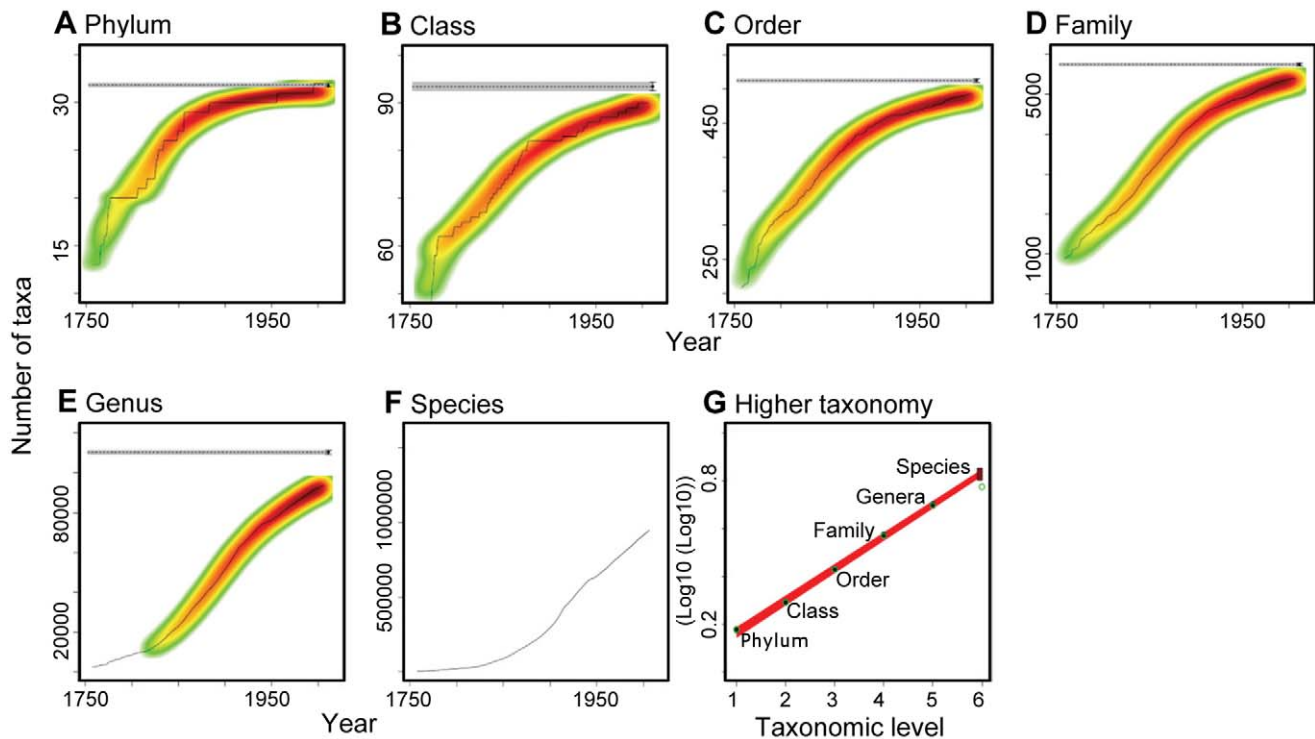 A Phylum
B Class
C Order
D Family
30
15
1750
1950
90
60
1750
1950
450
250
1750
1950
5000
1000
1750
1950
Number of taxa
Year
E Genus
F Species
G Higher taxonomy
80000
20000
1750
1950
1000000
500000
1750
1950
(Log10 (Log10))
0.8
0.2
Species
Genera
Family
Order
Class
Phylum
1 2 3 4 5 6
Year
Taxonomic level